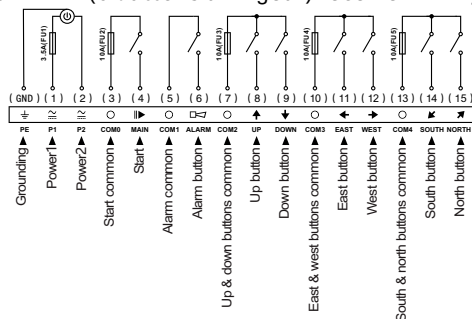 3.5A(FU1)
10A(FU2)
10A(FU3)
10A(FU4)
10A(FU5)
(GND) (1) (2) (3) (4) (5) (6) (7) (8) (9) (10) (11) (12) (13) (14) (15)
PE P1 P2 COM0 MAIN COM1 ALARM COM2 UP DOWN COM3 EAST WEST COM4 SOUTH NORTH
Grounding
Power1
Power2
Start common
Start
Alarm common
Alarm button
Up & down buttons common
Up button
Down button
East & west buttons common
East button
West button
South & north buttons common
South button
North button